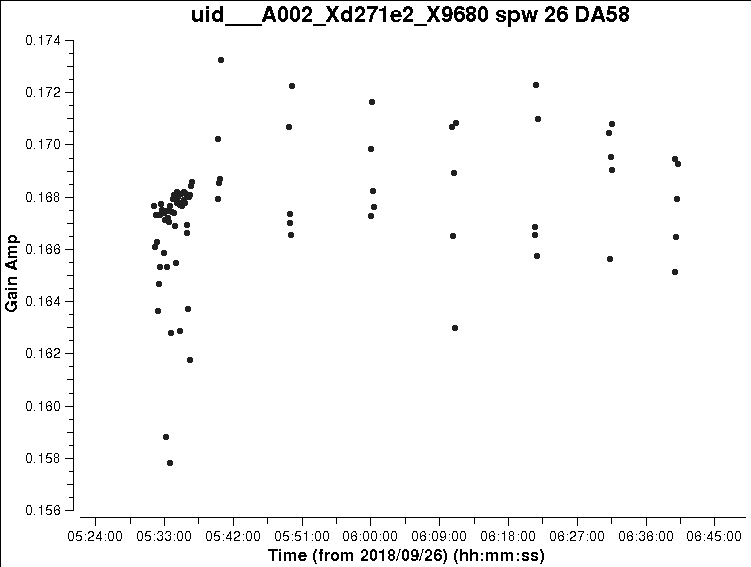 uid___A002_Xd271e2_X9680 spw 26 DA58
Gain Amp
0.174
0.172
0.170
0.168
0.166
0.164
0.162
0.160
0.158
0.156
05:24:00 05:33:00 05:42:00 05:51:00 06:00:00 06:09:00 06:18:00 06:27:00 06:36:00 06:45:00
Time (from 2018/09/26) (hh:mm:ss)